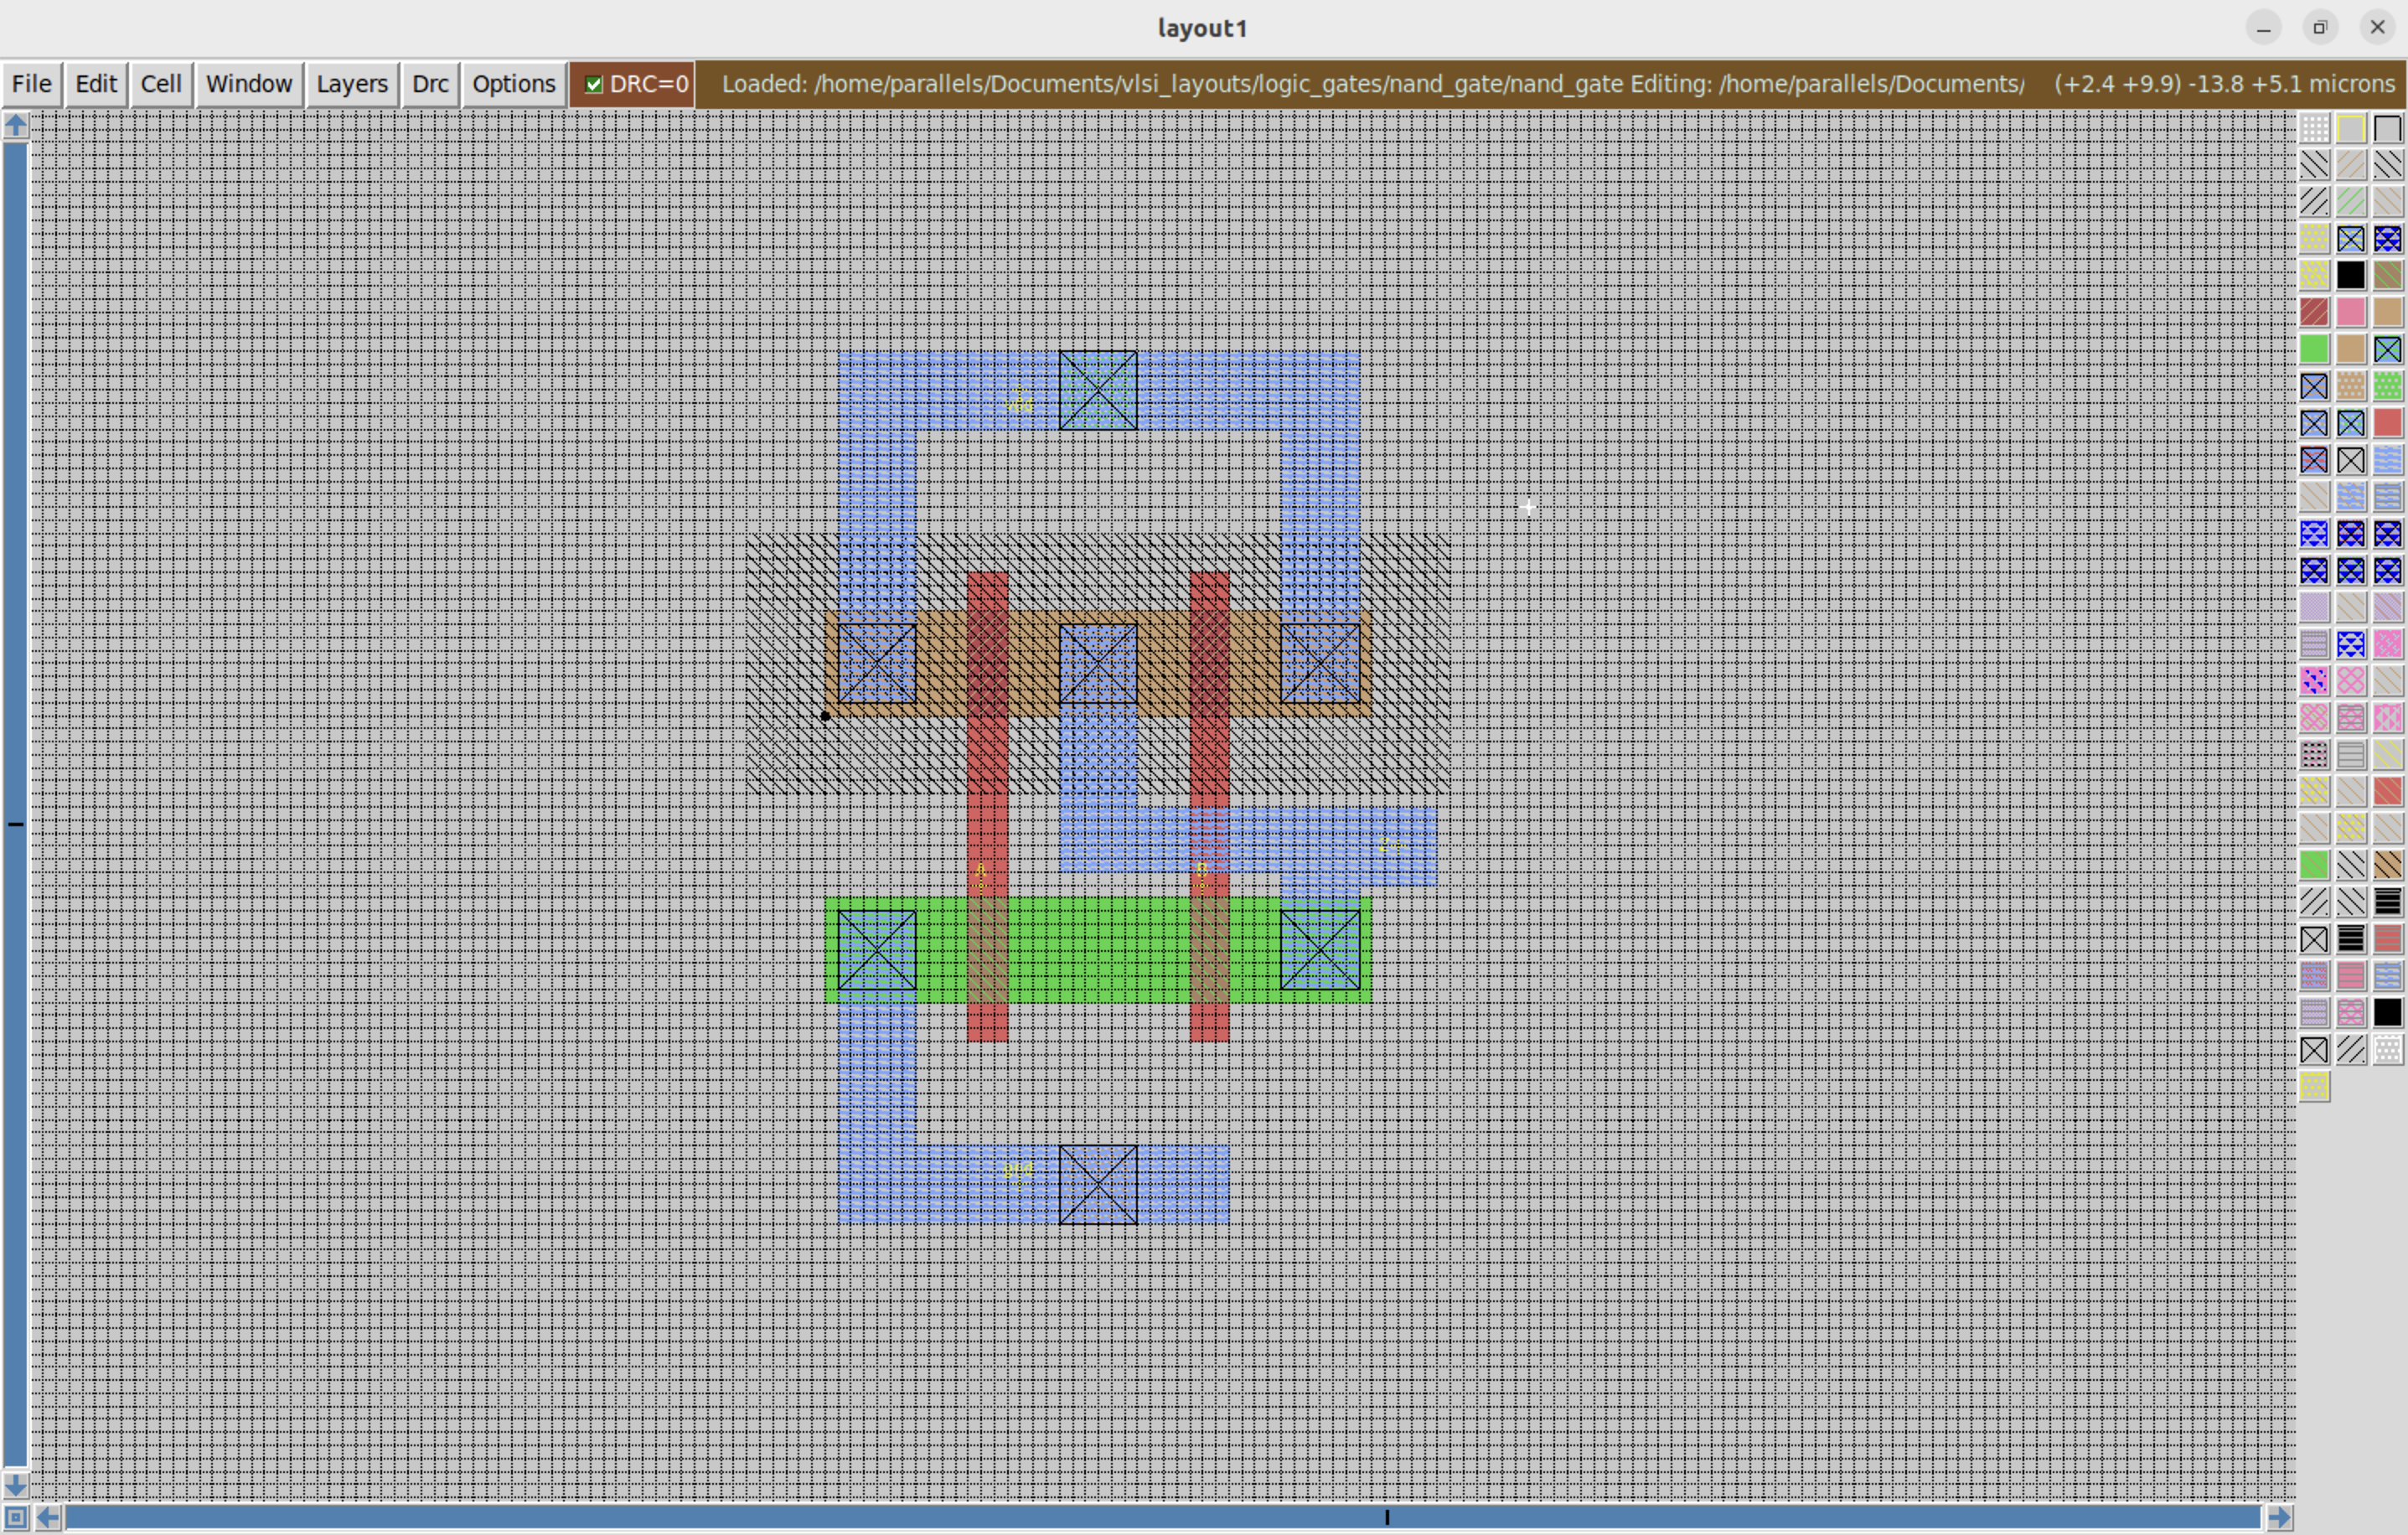 layout1
File Edit Cell Window Layers Drc Options DRC=0 Loaded: /home/parallels/Documents/vlsi_layouts/logic_gates/nand_gate/nand_gate Editing: /home/parallels/Documents/ (+2.4 +9.9) -13.8 +5.1 microns
vdd
Z
A B
gnd